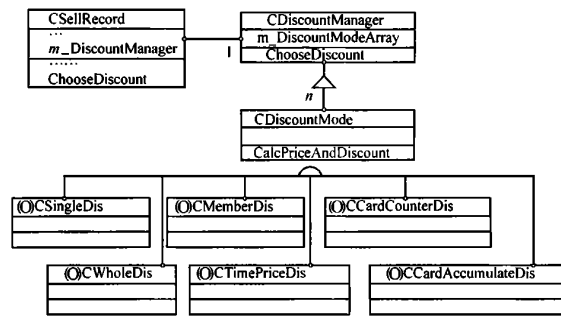 CSellRecord
...
m_DiscountManager
......
ChooseDiscount
1
CDiscountManager
m_DiscountModeArray
ChooseDiscount
n
CDiscountMode
CalcPriceAndDiscount
(O)CSingleDis
(O)CMemberDis
(O)CCardCounterDis
(O)CWholeDis
(O)CTimePriceDis
(O)CCardAccumulateDis